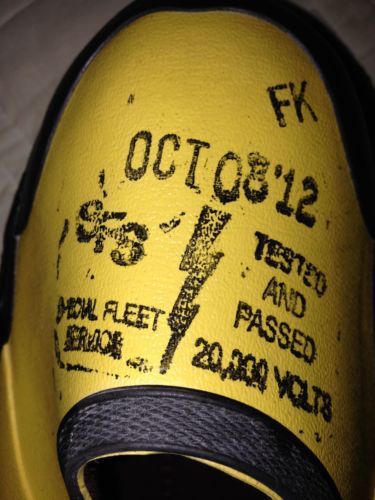 FK
OCT 08 '12
SFS
SPECIAL FLEET
SERVICE
TESTED
AND
PASSED
20,000 VOLTS